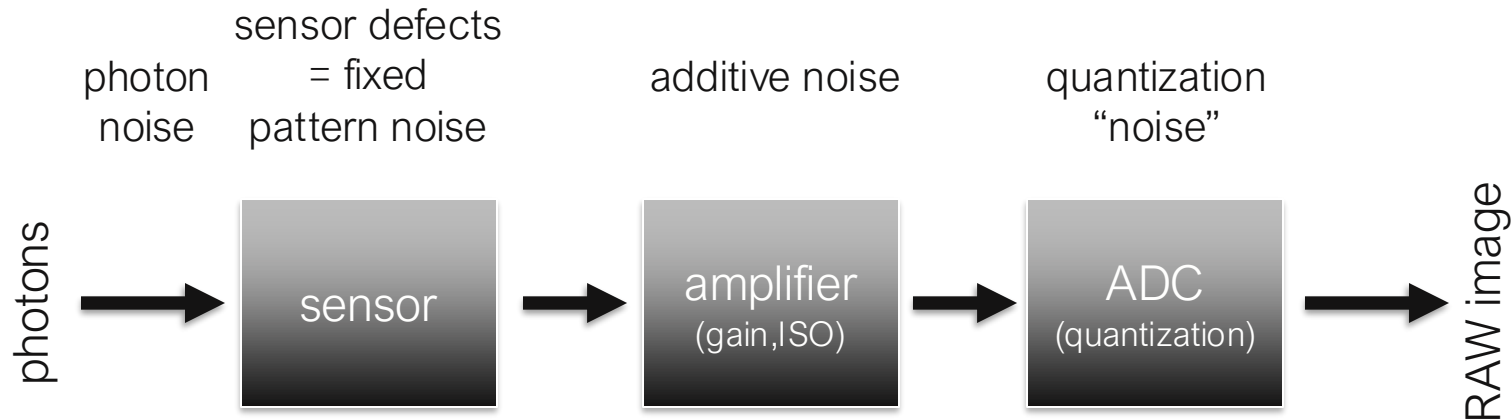 photon
noise
sensor defects
= fixed
pattern noise
additive noise
quantization
“noise”
photons
sensor
amplifier
(gain,ISO)
ADC
(quantization)
RAW image